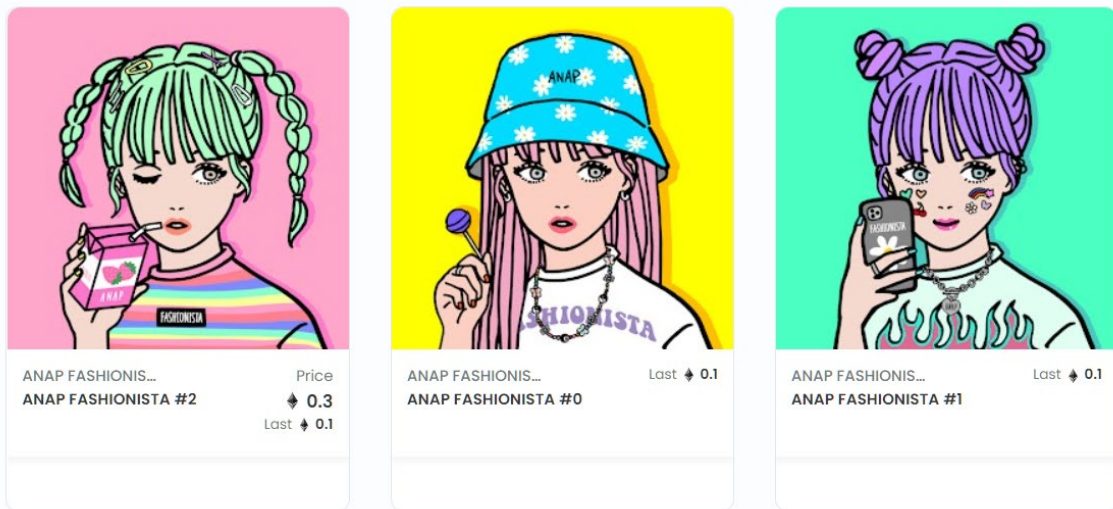 ANAP
FASHIONISTA
ANAP FASHIONIS...
Price
ANAP FASHIONISTA #2
0.3
Last 0.1
ANAP
ANAP FASHIONIS...
Last 0.1
ANAP FASHIONISTA #0
FASHIONISTA
ANAP FASHIONIS...
Last 0.1
ANAP FASHIONISTA #1